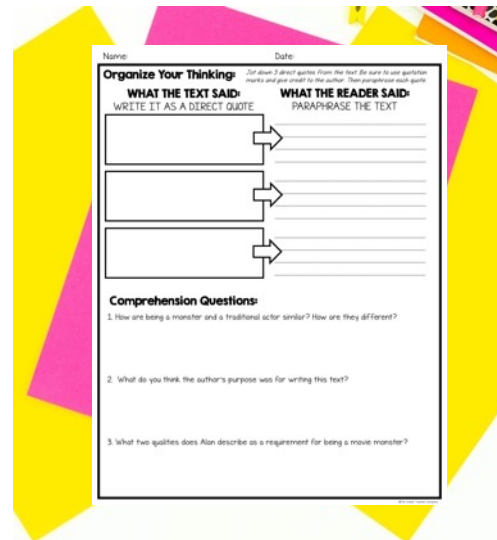 Name: Date:
Organize Your Thinking: Jot down 3 direct quotes from the text. Be sure to use quotation
marks and give credit to the author. Then paraphrase each quote
WHAT THE TEXT SAID: WHAT THE READER SAID:
WRITE IT AS A DIRECT QUOTE PARAPHRASE THE TEXT
Comprehension Questions:
1. How are being a monster and a traditional actor similar? How are they different?
2. What do you think the author's purpose was for writing this text?
3. What two qualities does Alan describe as a requirement for being a movie monster?